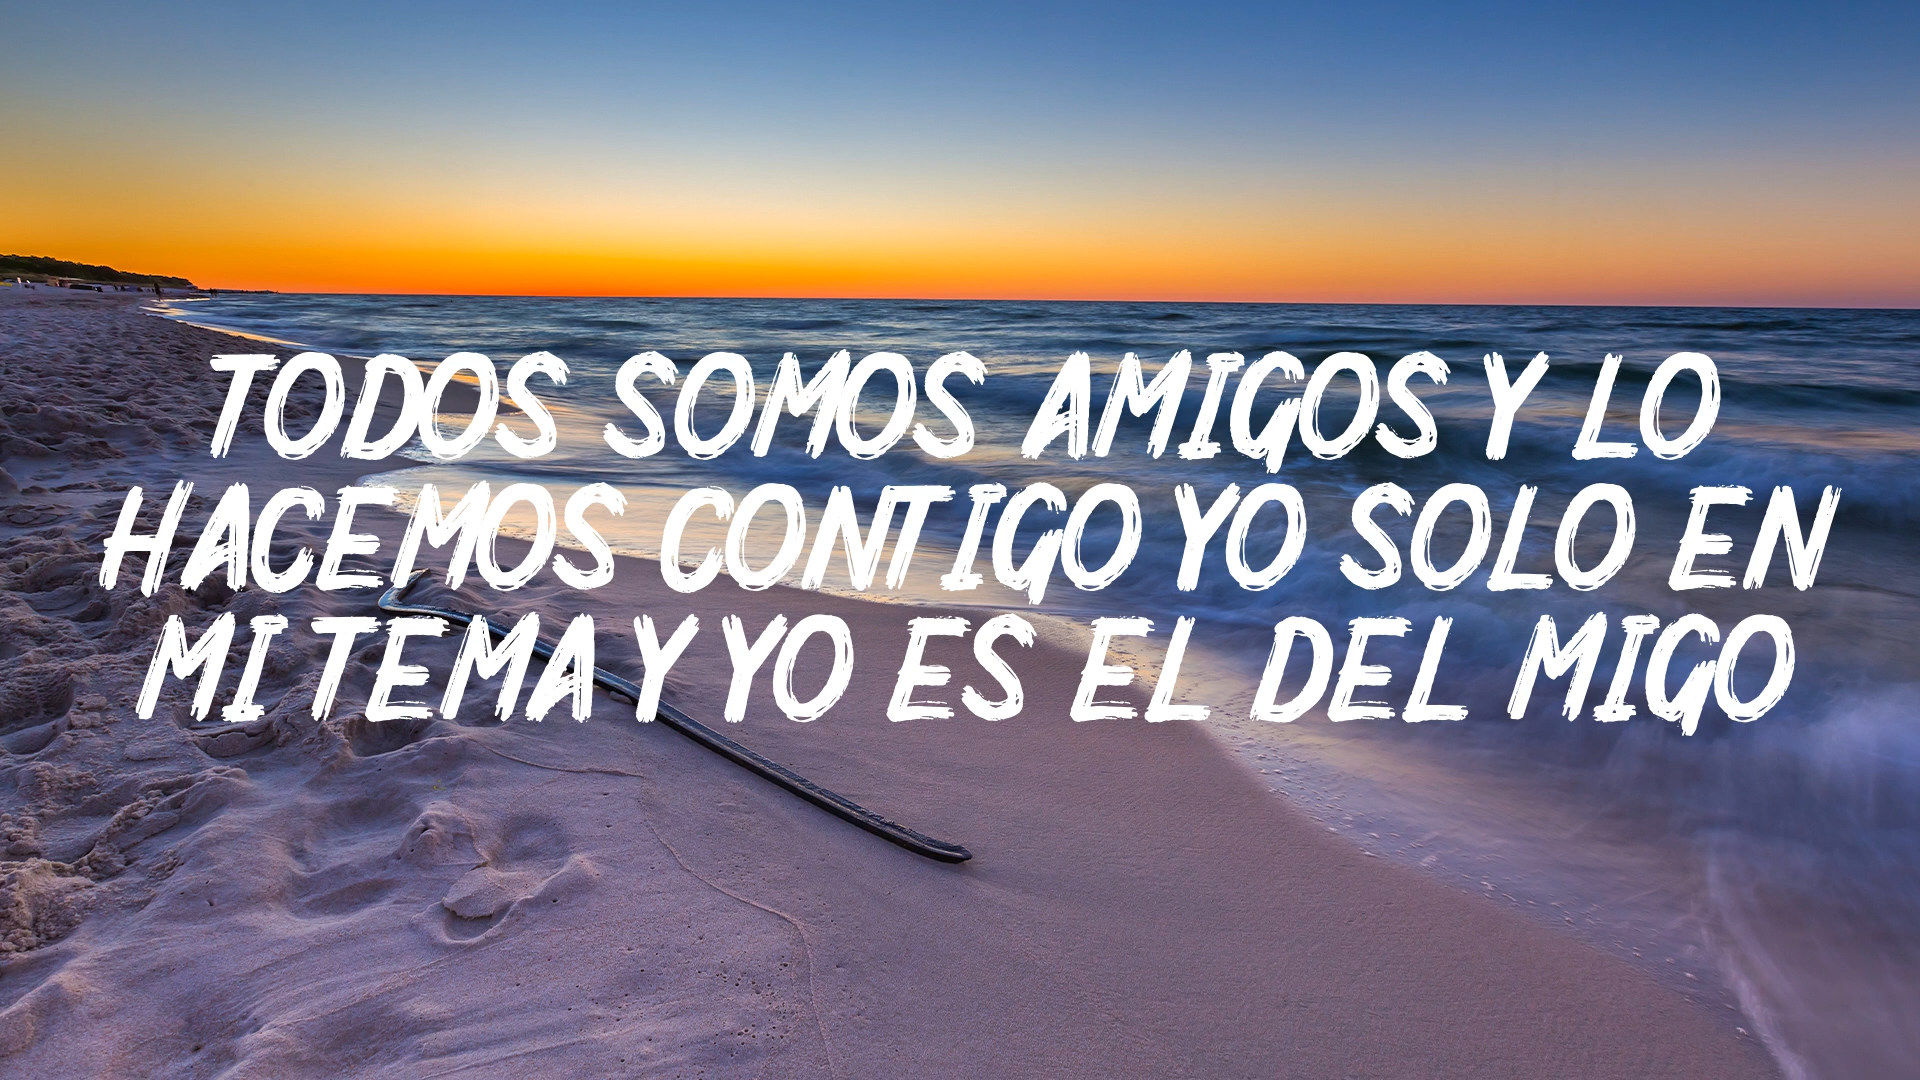 TODOS SOMOS AMIGOS Y LO
HACEMOS CONTIGO YO SOLO EN
MI TEMA Y YO ES EL DEL MIGO